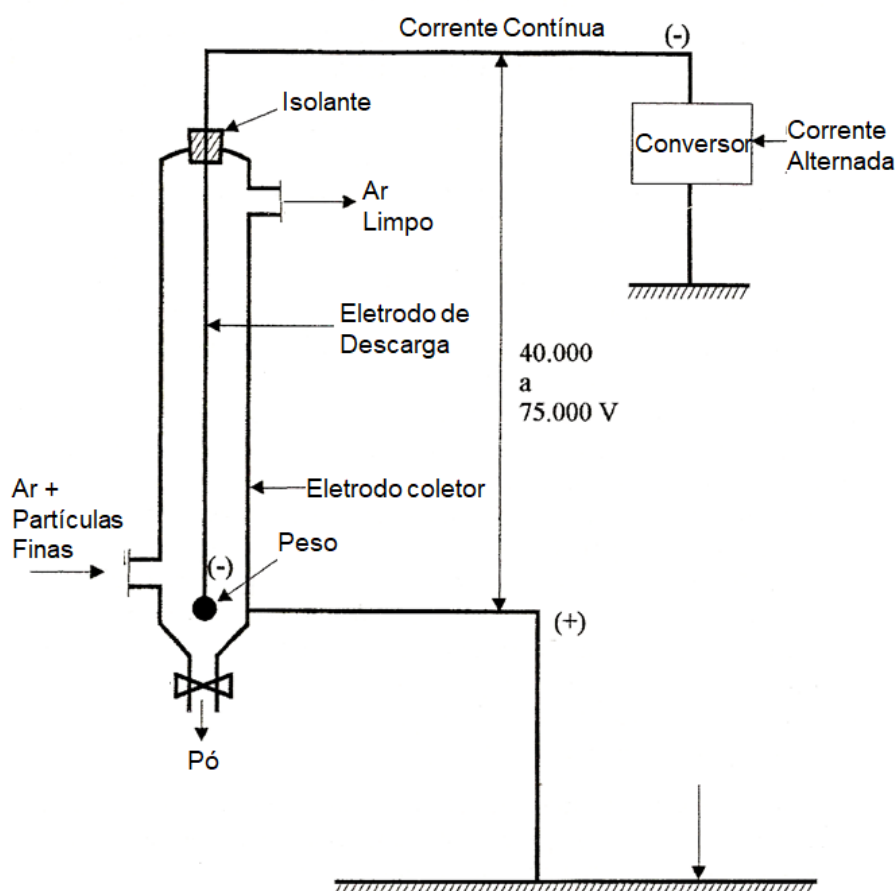 Corrente Contínua
(-)
Isolante
Conversor
Corrente
Alternada
Ar
Limpo
Eletrodo de
Descarga
40.000
a
75.000 V
Eletrodo coletor
Ar +
Partículas
Finas
Peso
(-)
(+)
Pó